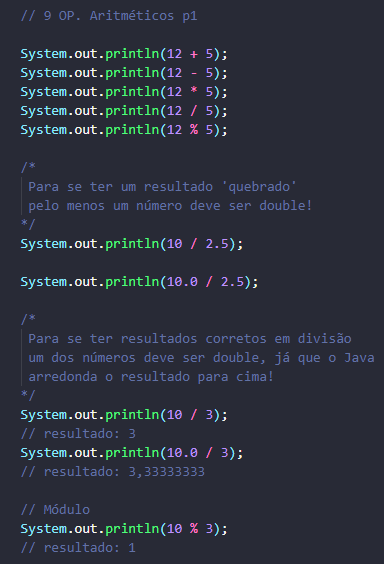 // 9 OP. Aritméticos p1
System.out.println(12 + 5);
System.out.println(12 - 5);
System.out.println(12 * 5);
System.out.println(12 / 5);
System.out.println(12 % 5);
/*
Para se ter um resultado 'quebrado'
pelo menos um número deve ser double!
*/
System.out.println(10 / 2.5);
System.out.println(10.0 / 2.5);
/*
Para se ter resultados corretos em divisão
um dos números deve ser double, já que o Java
arredonda o resultado para cima!
*/
System.out.println(10 / 3);
// resultado: 3
System.out.println(10.0 / 3);
// resultado: 3,33333333
// Módulo
System.out.println(10 % 3);
// resultado: 1